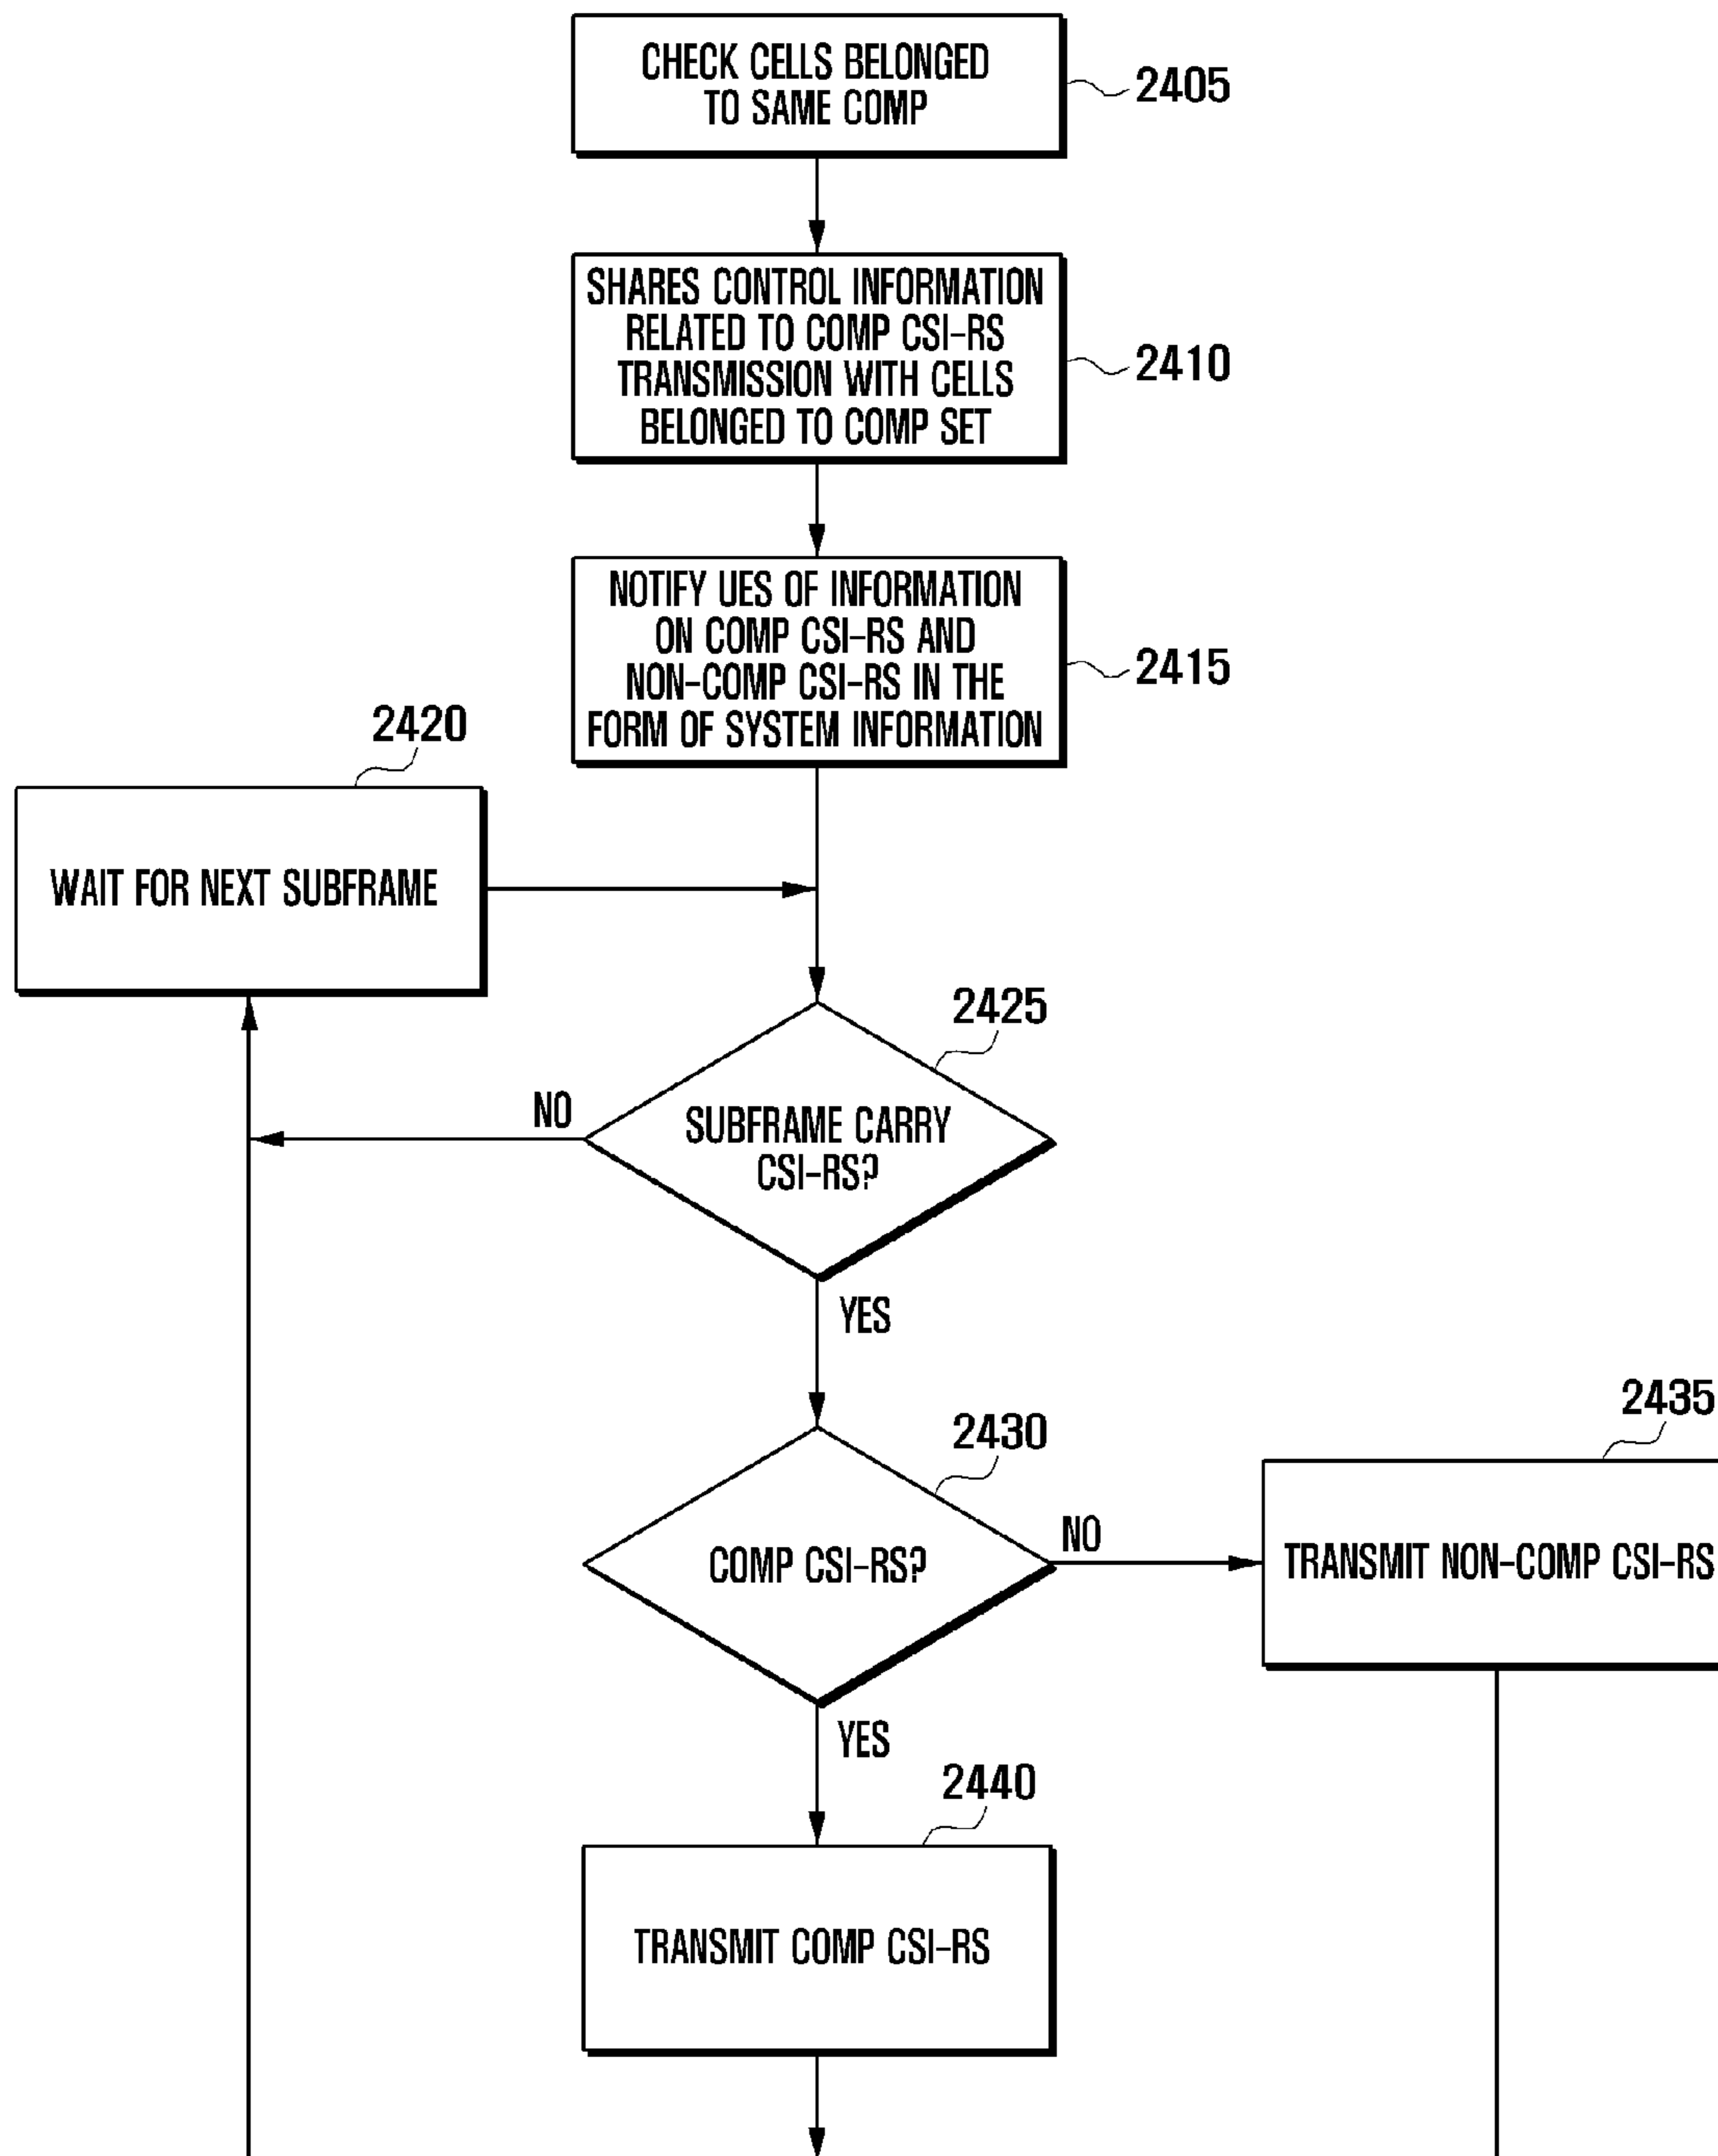 CHECK CELLS BELONGED
TO SAME COMP
2405
SHARES CONTROL INFORMATION
RELATED TO COMP CSI-RS
TRANSMISSION WITH CELLS
BELONGED TO COMP SET
2410
NOTIFY UES OF INFORMATION
ON COMP CSI-RS AND
NON-COMP CSI-RS IN THE
FORM OF SYSTEM INFORMATION
2415
2420
WAIT FOR NEXT SUBFRAME
2425
SUBFRAME CARRY
CSI-RS?
NO
YES
2430
COMP CSI-RS?
NO
2435
TRANSMIT NON-COMP CSI-RS
YES
2440
TRANSMIT COMP CSI-RS